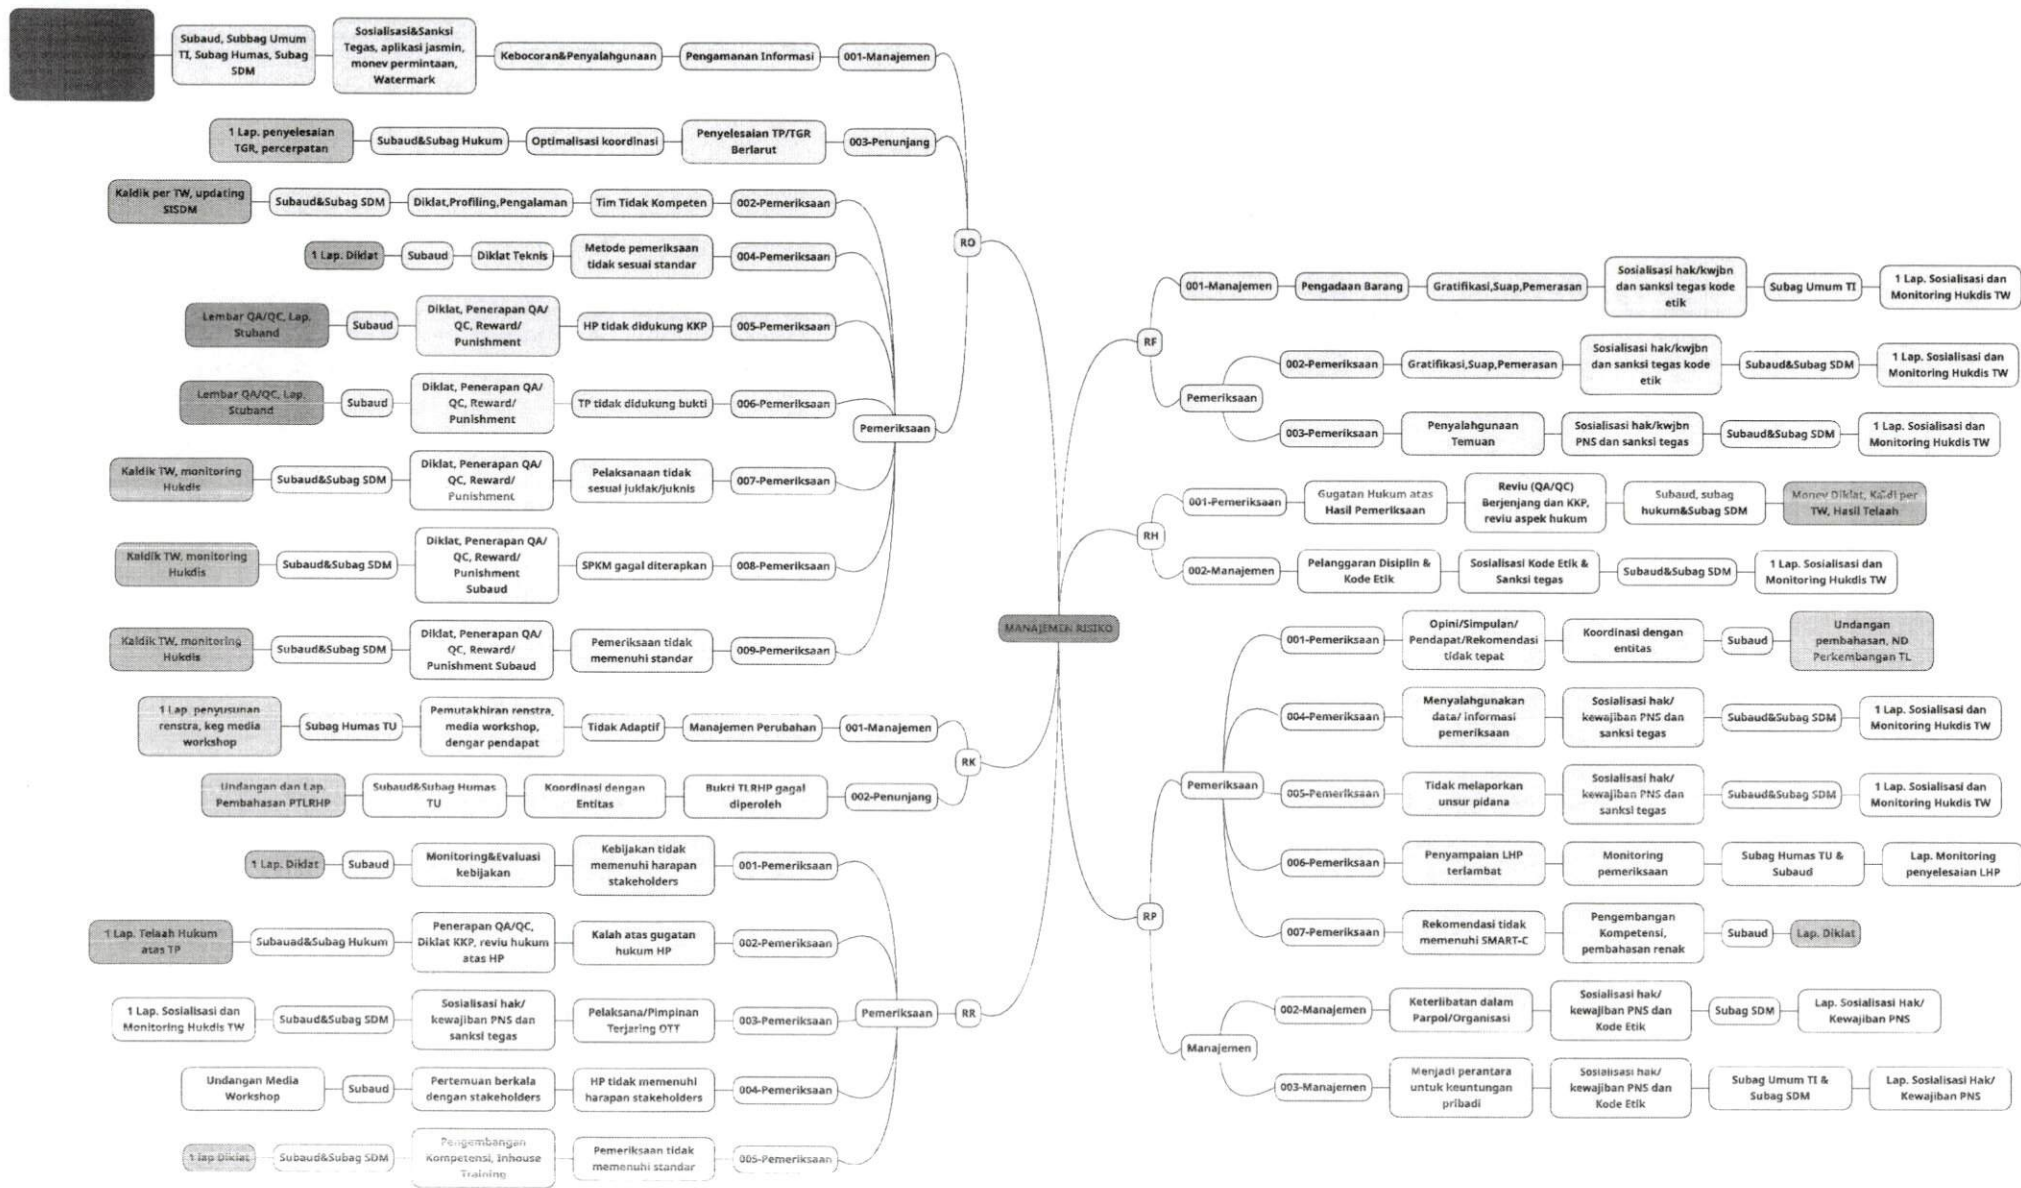 Subaud, Subbag Umum
TI, Subag Humas, Subag
SDM
Sosialisasi&Sanksi
Tegas, aplikasi jasmin,
monev permintaan,
Watermark
Kebocoran&Penyalahgunaan
Pengamanan Informasi
001-Manajemen
1 Lap. penyelesaian
TGR, percerpatan
Subaud&Subag Hukum
Optimalisasi koordinasi
Penyelesaian TP/TGR
Berlarut
003-Penunjang
Kaldik per TW, updating
SISDM
Subaud&Subag SDM
Diklat,Profiling,Pengalaman
Tim Tidak Kompeten
002-Pemeriksaan
1 Lap. Diklat
Subaud
Diklat Teknis
Metode pemeriksaan
tidak sesuai standar
004-Pemeriksaan
Lembar QA/QC, Lap.
Stuband
Subaud
Diklat, Penerapan QA/
QC, Reward/
Punishment
HP tidak didukung KKP
005-Pemeriksaan
Lembar QA/QC, Lap.
Stuband
Subaud
Diklat, Penerapan QA/
QC, Reward/
Punishment
TP tidak didukung bukti
006-Pemeriksaan
Kaldik TW, monitoring
Hukdis
Subaud&Subag SDM
Diklat, Penerapan QA/
QC, Reward/
Punishment
Pelaksanaan tidak
sesuai juklak/juknis
007-Pemeriksaan
Kaldik TW, monitoring
Hukdis
Subaud&Subag SDM
Diklat, Penerapan QA/
QC, Reward/
Punishment
Subaud
SPKM gagal diterapkan
008-Pemeriksaan
Kaldik TW, monitoring
Hukdis
Subaud&Subag SDM
Diklat, Penerapan QA/
QC, Reward/
Punishment Subaud
Pemeriksaan tidak
memenuhi standar
009-Pemeriksaan
Pemeriksaan
RO
1 Lap. penyusunan
renstra, keg media
workshop
Subag Humas TU
Pemutakhiran renstra,
media workshop,
dengar pendapat
Tidak Adaptif
Manajemen Perubahan
001-Manajemen
Undangan dan Lap.
Pembahasan PTLRHP
Subaud&Subag Humas
TU
Koordinasi dengan
Entitas
Bukti TLRHP gagal
diperoleh
002-Penunjang
RK
1 Lap. Diklat
Subaud
Monitoring&Evaluasi
kebijakan
Kebijakan tidak
memenuhi harapan
stakeholders
001-Pemeriksaan
1 Lap. Telaah Hukum
atas TP
Subauad&Subag Hukum
Penerapan QA/QC,
Diklat KKP, reviu hukum
atas HP
Kalah atas gugatan
hukum HP
002-Pemeriksaan
1 Lap. Sosialisasi dan
Monitoring Hukdis TW
Subaud&Subag SDM
Sosialisasi hak/
kewajiban PNS dan
sanksi tegas
Pelaksana/Pimpinan
Terjaring OTT
003-Pemeriksaan
Undangan Media
Workshop
Subaud
Pertemuan berkala
dengan stakeholders
HP tidak memenuhi
harapan stakeholders
004-Pemeriksaan
1 lap Diklat
Subaud&Subag SDM
Pengembangan
Kompetensi, Inhouse
Training
Pemeriksaan tidak
memenuhi standar
005-Pemeriksaan
Pemeriksaan
RR
MANAJEMEN RISIKO
RF
001-Manajemen
Pengadaan Barang
Gratifikasi,Suap,Pemerasan
Sosialisasi hak/kwjbn
dan sanksi tegas kode
etik
Subag Umum TI
1 Lap. Sosialisasi dan
Monitoring Hukdis TW
Pemeriksaan
002-Pemeriksaan
Gratifikasi,Suap,Pemerasan
Sosialisasi hak/kwjbn
dan sanksi tegas kode
etik
Subaud&Subag SDM
1 Lap. Sosialisasi dan
Monitoring Hukdis TW
003-Pemeriksaan
Penyalahgunaan
Temuan
Sosialisasi hak/kwjbn
PNS dan sanksi tegas
Subaud&Subag SDM
1 Lap. Sosialisasi dan
Monitoring Hukdis TW
RH
001-Pemeriksaan
Gugatan Hukum atas
Hasil Pemeriksaan
Reviu (QA/QC)
Berjenjang dan KKP,
reviu aspek hukum
Subaud, subag
hukum&Subag SDM
Monev Diklat, Kaldi per
TW, Hasil Telaah
002-Manajemen
Pelanggaran Disiplin &
Kode Etik
Sosialisasi Kode Etik &
Sanksi tegas
Subaud&Subag SDM
1 Lap. Sosialisasi dan
Monitoring Hukdis TW
RP
Pemeriksaan
001-Pemeriksaan
Opini/Simpulan/
Pendapat/Rekomendasi
tidak tepat
Koordinasi dengan
entitas
Subaud
Undangan
pembahasan, ND
Perkembangan TL
004-Pemeriksaan
Menyalahgunakan
data/ informasi
pemeriksaan
Sosialisasi hak/
kewajiban PNS dan
sanksi tegas
Subaud&Subag SDM
1 Lap. Sosialisasi dan
Monitoring Hukdis TW
005-Pemeriksaan
Tidak melaporkan
unsur pidana
Sosialisasi hak/
kewajiban PNS dan
sanksi tegas
Subaud&Subag SDM
1 Lap. Sosialisasi dan
Monitoring Hukdis TW
006-Pemeriksaan
Penyampaian LHP
terlambat
Monitoring
pemeriksaan
Subag Humas TU &
Subaud
Lap. Monitoring
penyelesaian LHP
007-Pemeriksaan
Rekomendasi tidak
memenuhi SMART-C
Pengembangan
Kompetensi,
pembahasan renak
Subaud
Lap. Diklat
Manajemen
002-Manajemen
Keterlibatan dalam
Parpol/Organisasi
Sosialisasi hak/
kewajiban PNS dan
Kode Etik
Subag SDM
Lap. Sosialisasi Hak/
Kewajiban PNS
003-Manajemen
Menjadi perantara
untuk keuntungan
pribadi
Sosialisasi hak/
kewajiban PNS dan
Kode Etik
Subag Umum TI &
Subag SDM
Lap. Sosialisasi Hak/
Kewajiban PNS